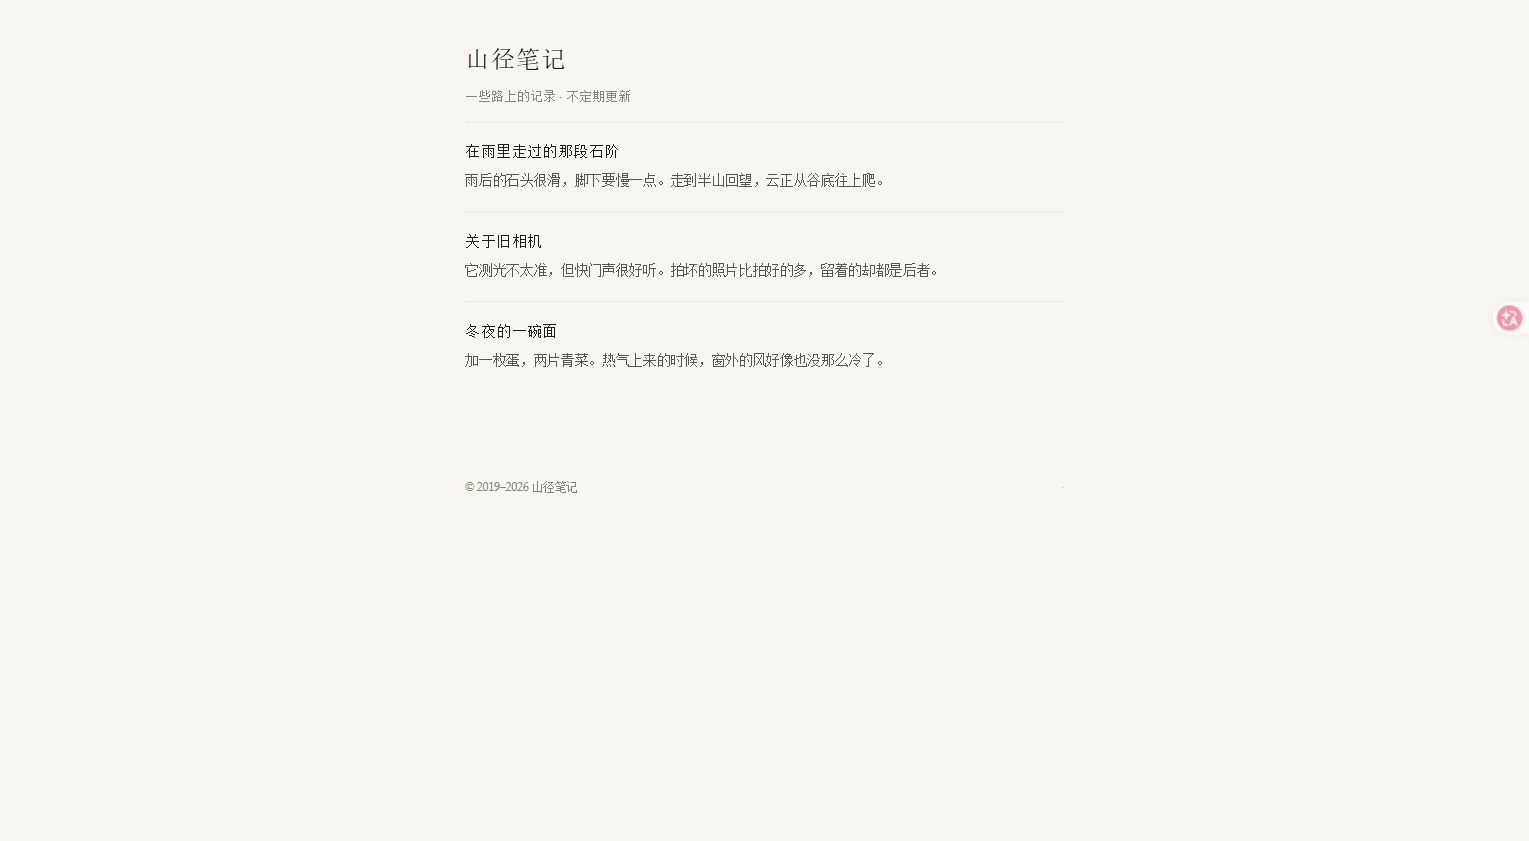 山径笔记
一些路上的记录 · 不定期更新
在雨里走过的那段石阶
雨后的石头很滑，脚下要慢一点。走到半山回望，云正从谷底往上爬。
关于旧相机
它测光不太准，但快门声很好听。拍坏的照片比拍好的多，留着的却都是后者。
冬夜的一碗面
加一枚蛋，两片青菜。热气上来的时候，窗外的风好像也没那么冷了。
© 2019–2026 山径笔记